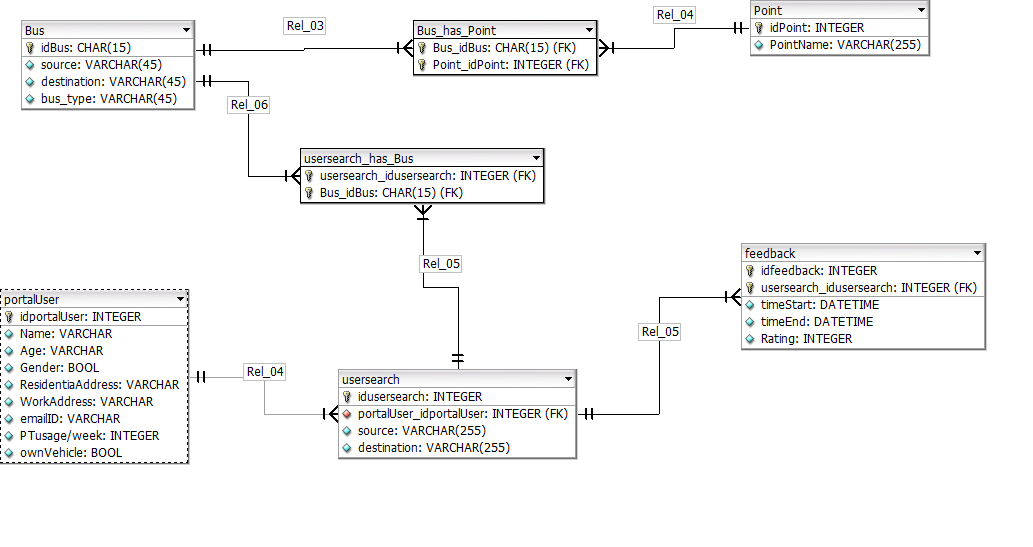 Bus
idBus: CHAR(15)
source: VARCHAR(45)
destination: VARCHAR(45)
bus_type: VARCHAR(45)
Rel_03
Bus_has_Point
Bus_idBus: CHAR(15) (FK)
Point_idPoint: INTEGER (FK)
Rel_04
Point
idPoint: INTEGER
PointName: VARCHAR(255)
Rel_06
usersearch_has_Bus
usersearch_idusersearch: INTEGER (FK)
Bus_idBus: CHAR(15) (FK)
Rel_05
feedback
idfeedback: INTEGER
usersearch_idusersearch: INTEGER (FK)
timeStart: DATETIME
timeEnd: DATETIME
Rating: INTEGER
Rel_05
portalUser
idportalUser: INTEGER
Name: VARCHAR
Age: VARCHAR
Gender: BOOL
ResidentiaAddress: VARCHAR
WorkAddress: VARCHAR
emailID: VARCHAR
PTusage/week: INTEGER
ownVehicle: BOOL
Rel_04
usersearch
idusersearch: INTEGER
portalUser_idportalUser: INTEGER (FK)
source: VARCHAR(255)
destination: VARCHAR(255)